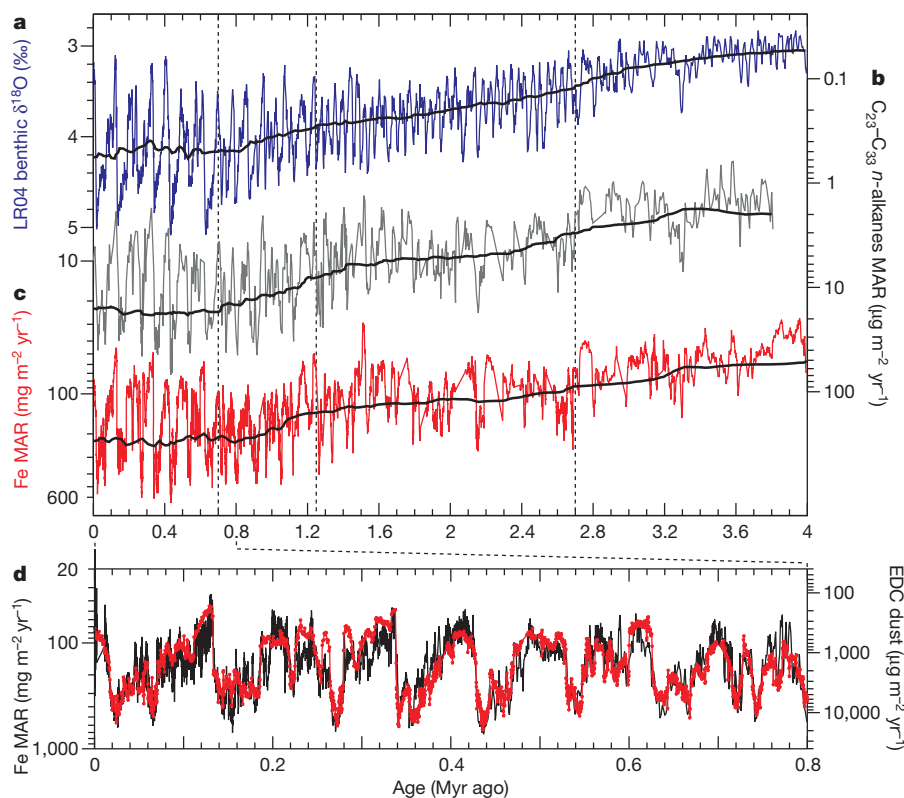 a
LR04 benthic δ¹⁸O (‰)
3
4
5
b
C₂₃–C₃₃ n-alkanes MAR (μg m⁻² yr⁻¹)
0.1
1
10
100
c
Fe MAR (mg m⁻² yr⁻¹)
10
100
600
0 0.4 0.8 1.2 1.6 2 2.4 2.8 3.2 3.6 4
d
Fe MAR (mg m⁻² yr⁻¹)
20
100
1,000
EDC dust (μg m⁻² yr⁻¹)
100
1,000
10,000
0 0.2 0.4 0.6 0.8
Age (Myr ago)